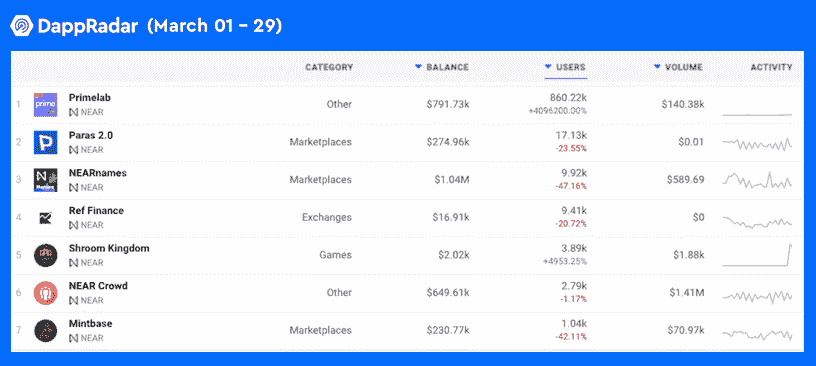 DappRadar (March 01 - 29)
CATEGORY BALANCE USERS VOLUME ACTIVITY
1 prime Primelab NEAR Other $791.73k 860.22k +4096200.00% $140.38k
2 Paras 2.0 NEAR Marketplaces $274.96k 17.13k -23.55% $0.01
3 NEARnames NEAR Marketplaces $1.04M 9.92k -47.16% $589.69
4 Ref Finance NEAR Exchanges $16.91k 9.41k -20.72% $0
5 Shroom Kingdom NEAR Games $2.02k 3.89k +4953.25% $1.88k
6 NEAR Crowd NEAR Other $649.61k 2.79k -1.17% $1.41M
7 Mintbase NEAR Marketplaces $230.77k 1.04k -42.11% $70.97k